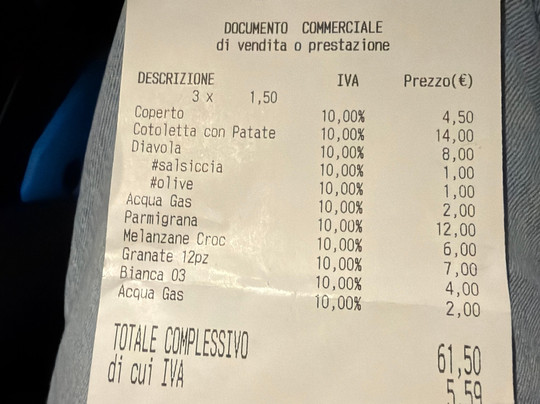 DOCUMENTO COMMERCIALE
di vendita o prestazione
DESCRIZIONE IVA Prezzo(€)
3 x 1,50
Coperto 10,00% 4,50
Cotoletta con Patate 10,00% 14,00
Diavola 10,00% 8,00
#salsiccia 10,00% 1,00
#olive 10,00% 1,00
Acqua Gas 10,00% 2,00
Parmigrana 10,00% 12,00
Melanzane Croc 10,00% 6,00
Granate 12pz 10,00% 7,00
Bianca 03 10,00% 4,00
Acqua Gas 10,00% 2,00
TOTALE COMPLESSIVO 61,50
di cui IVA 5,59